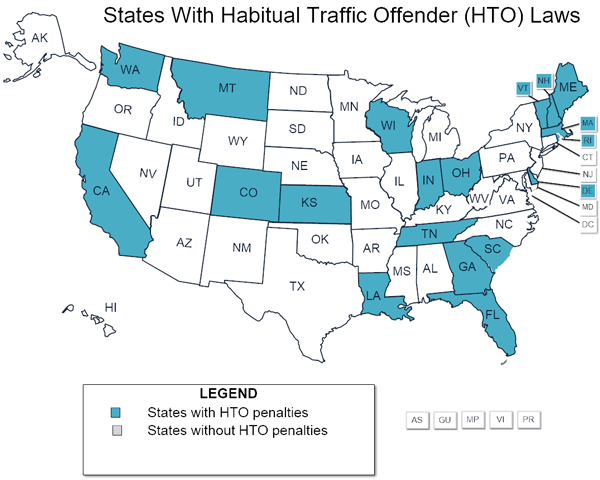 States With Habitual Traffic Offender (HTO) Laws
AK
WA
MT
ND
MN
VT
NH
ME
OR
ID
SD
WI
MI
NY
MA
RI
WY
CT
NE
IA
PA
NJ
NV
UT
CA
CO
KS
MO
IL
IN
OH
DE
KY
WV
VA
MD
DC
AZ
NM
OK
AR
TN
NC
SC
MS
AL
GA
TX
LA
FL
HI
LEGEND
States with HTO penalties
States without HTO penalties
AS GU MP VI PR